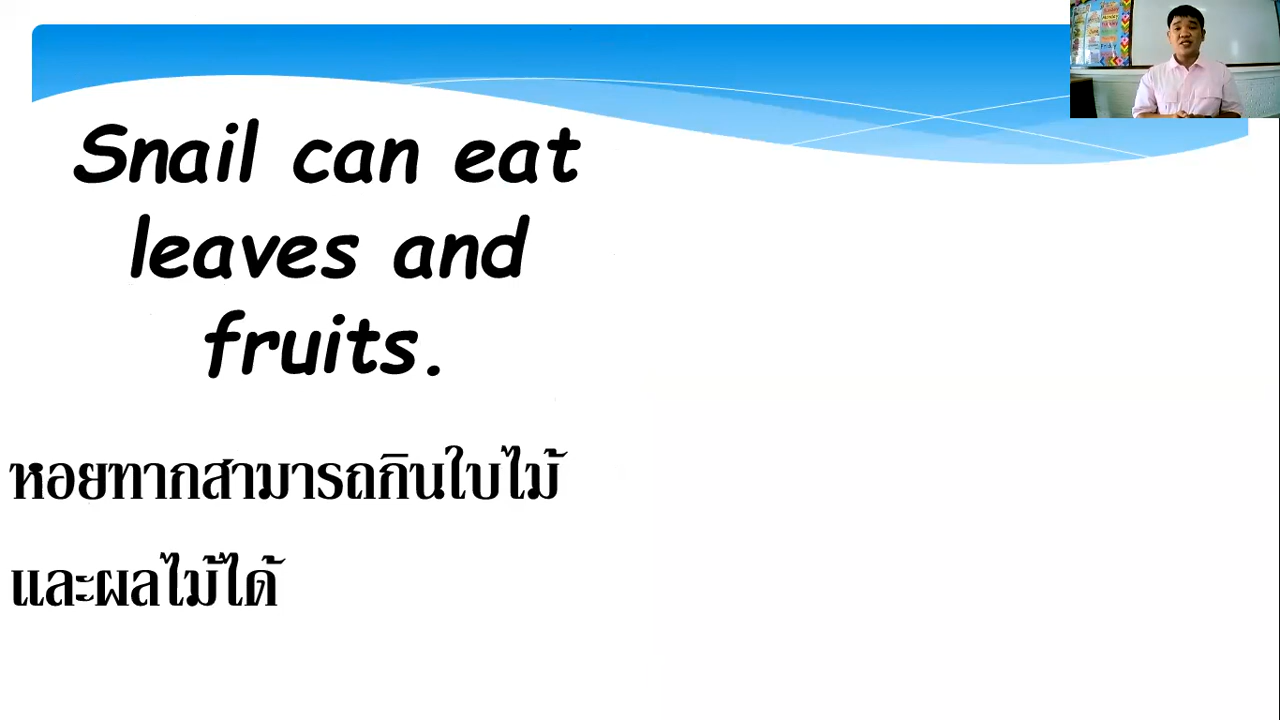 Snail can eat
leaves and
fruits.
หอยทากสามารถกินใบไม้
และผลไม้ได้